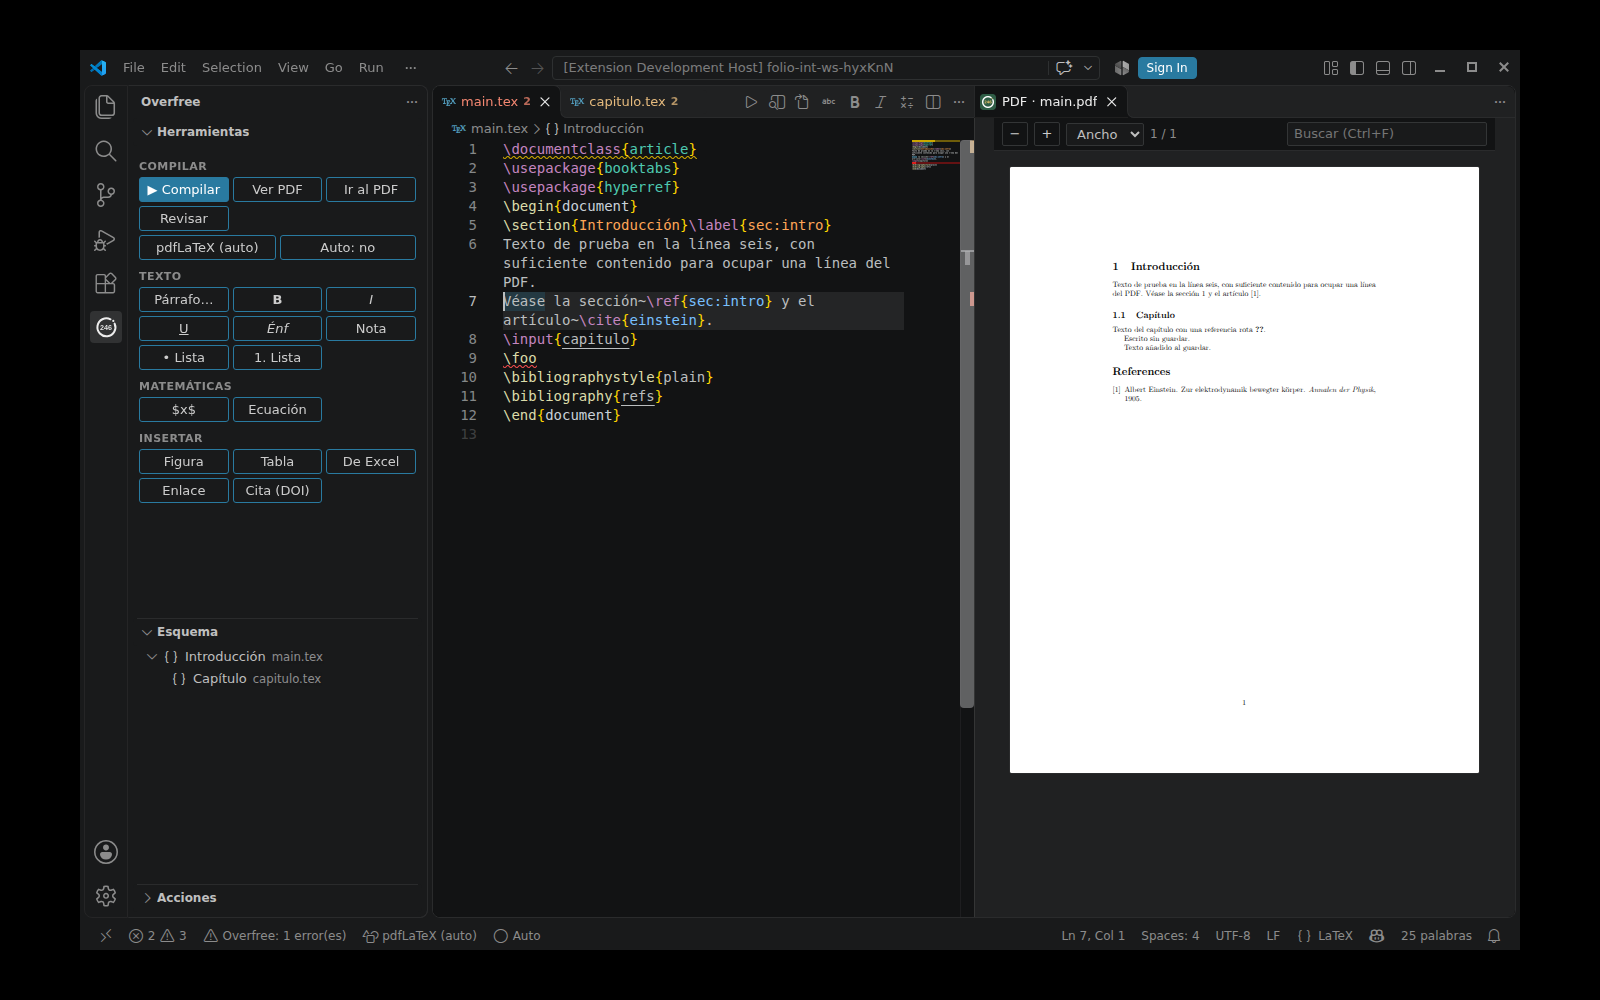 File Edit Selection View Go Run ···
[Extension Development Host] folio-int-ws-hyxKnN
Sign In
Overfree ···
Herramientas
COMPILAR
▶ Compilar Ver PDF Ir al PDF
Revisar
pdfLaTeX (auto) Auto: no
TEXTO
Párrafo... B I
U Énf Nota
• Lista 1. Lista
MATEMÁTICAS
$x$ Ecuación
INSERTAR
Figura Tabla De Excel
Enlace Cita (DOI)
Esquema
{ } Introducción main.tex
{ } Capítulo capitulo.tex
Acciones
TEX main.tex 2 TEX capitulo.tex 2 abc B I ···
TEX main.tex > { } Introducción
1 \documentclass{article}
2 \usepackage{booktabs}
3 \usepackage{hyperref}
4 \begin{document}
5 \section{Introducción}\label{sec:intro}
6 Texto de prueba en la línea seis, con
suficiente contenido para ocupar una línea del
PDF.
7 Véase la sección~\ref{sec:intro} y el
artículo~\cite{einstein}.
8 \input{capitulo}
9 \foo
10 \bibliographystyle{plain}
11 \bibliography{refs}
12 \end{document}
13
246
PDF · main.pdf ···
− + Ancho 1 / 1 Buscar (Ctrl+F)
1 Introducción
Texto de prueba en la línea seis, con suficiente contenido para ocupar una línea
del PDF. Véase la sección 1 y el artículo [1].
1.1 Capítulo
Texto del capítulo con una referencia rota ??.
Escrito sin guardar.
Texto añadido al guardar.
References
[1] Albert Einstein. Zur elektrodynamik bewegter körper. Annalen der Physik,
1905.
1
2 3 Overfree: 1 error(es) pdfLaTeX (auto) Auto
Ln 7, Col 1 Spaces: 4 UTF-8 LF { } LaTeX 25 palabras